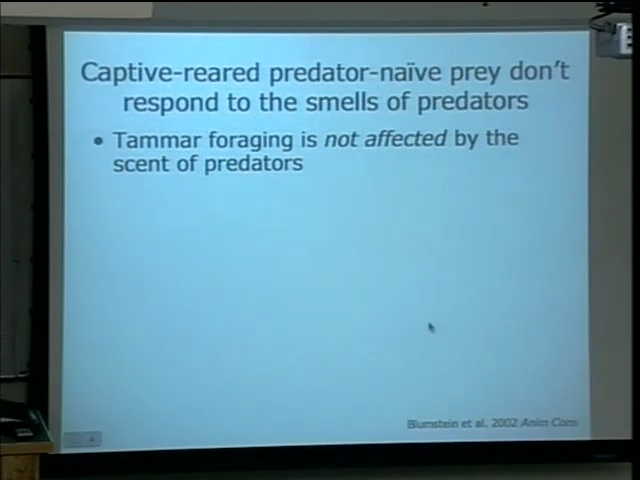 Captive-reared predator-naïve prey don't
respond to the smells of predators
• Tammar foraging is not affected by the
scent of predators
Blumstein et al. 2002 Anim Cons